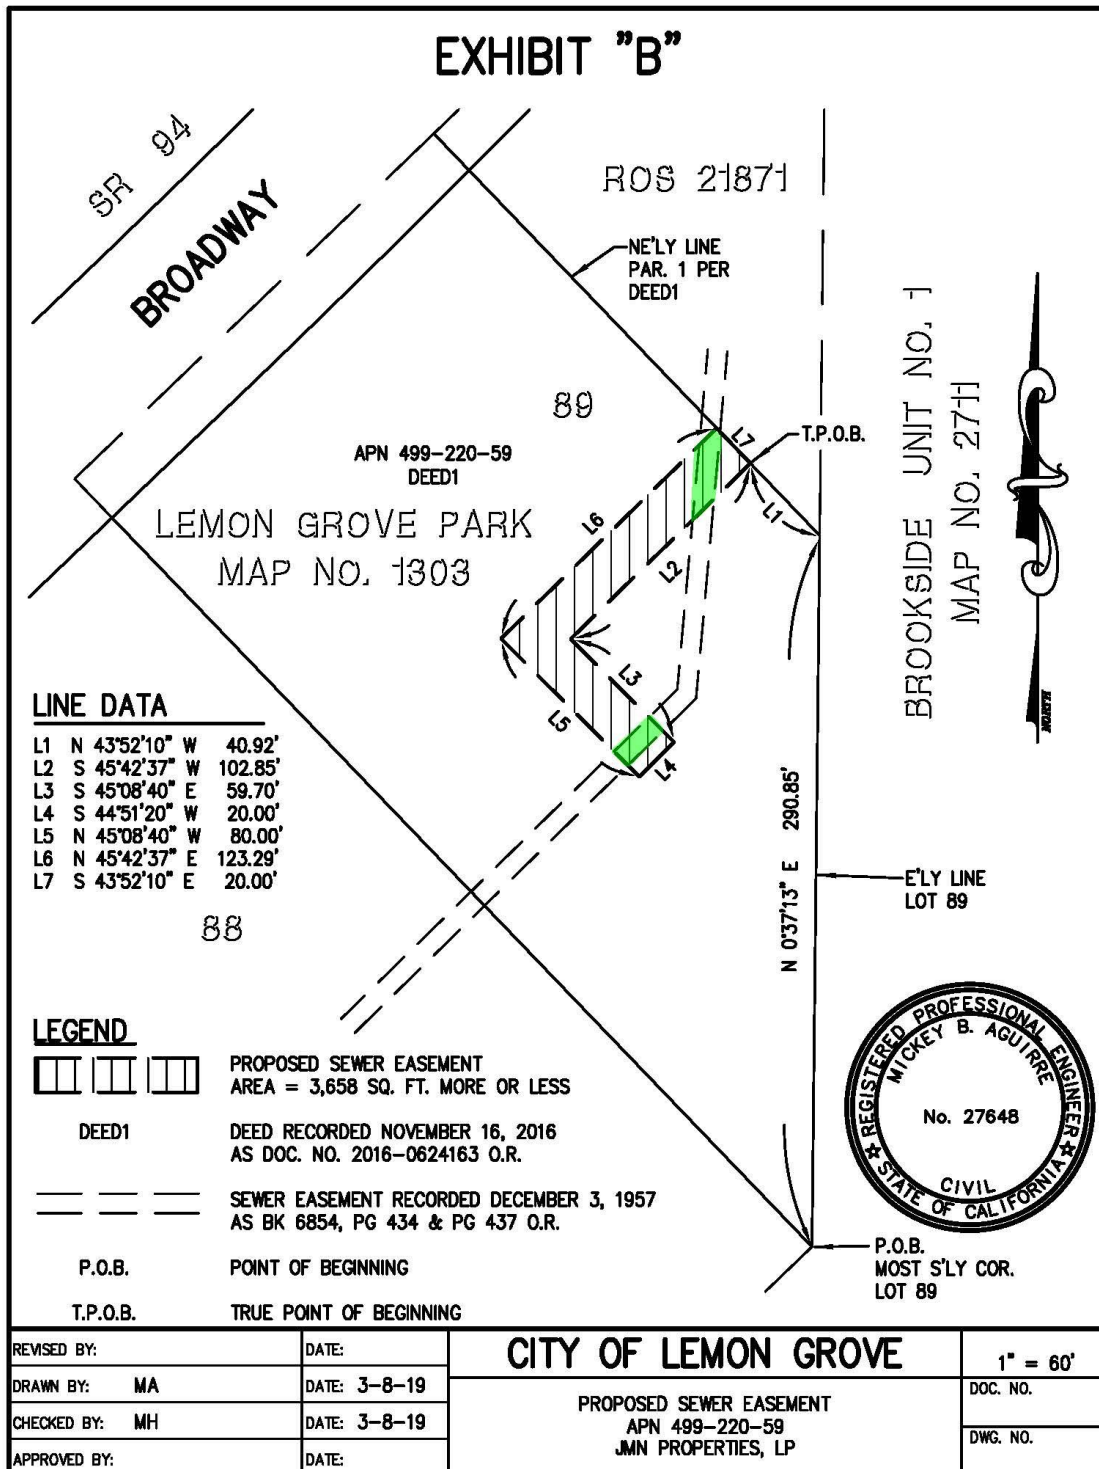 EXHIBIT "B"
SR 94
BROADWAY
ROS 21871
NE'LY LINE
PAR. 1 PER
DEED1
89
APN 499-220-59
DEED1
LEMON GROVE PARK
MAP NO. 1303
L7
T.P.O.B.
L1
L6
L2
L3
L5
L4
BROOKSIDE UNIT NO. 1
MAP NO. 2711
NORTH
LINE DATA
L1 N 43°52'10" W 40.92'
L2 S 45°42'37" W 102.85'
L3 S 45°08'40" E 59.70'
L4 S 44°51'20" W 20.00'
L5 N 45°08'40" W 80.00'
L6 N 45°42'37" E 123.29'
L7 S 43°52'10" E 20.00'
88
N 0°37'13" E 290.85'
E'LY LINE
LOT 89
LEGEND
PROPOSED SEWER EASEMENT
AREA = 3,658 SQ. FT. MORE OR LESS
DEED1 DEED RECORDED NOVEMBER 16, 2016
AS DOC. NO. 2016-0624163 O.R.
SEWER EASEMENT RECORDED DECEMBER 3, 1957
AS BK 6854, PG 434 & PG 437 O.R.
P.O.B. POINT OF BEGINNING
T.P.O.B. TRUE POINT OF BEGINNING
REGISTERED PROFESSIONAL ENGINEER
MICKEY B. AGUIRRE
No. 27648
CIVIL
STATE OF CALIFORNIA
P.O.B.
MOST S'LY COR.
LOT 89
REVISED BY: DATE:
DRAWN BY: MA DATE: 3-8-19
CHECKED BY: MH DATE: 3-8-19
APPROVED BY: DATE:
CITY OF LEMON GROVE
PROPOSED SEWER EASEMENT
APN 499-220-59
JMN PROPERTIES, LP
1" = 60'
DOC. NO.
DWG. NO.